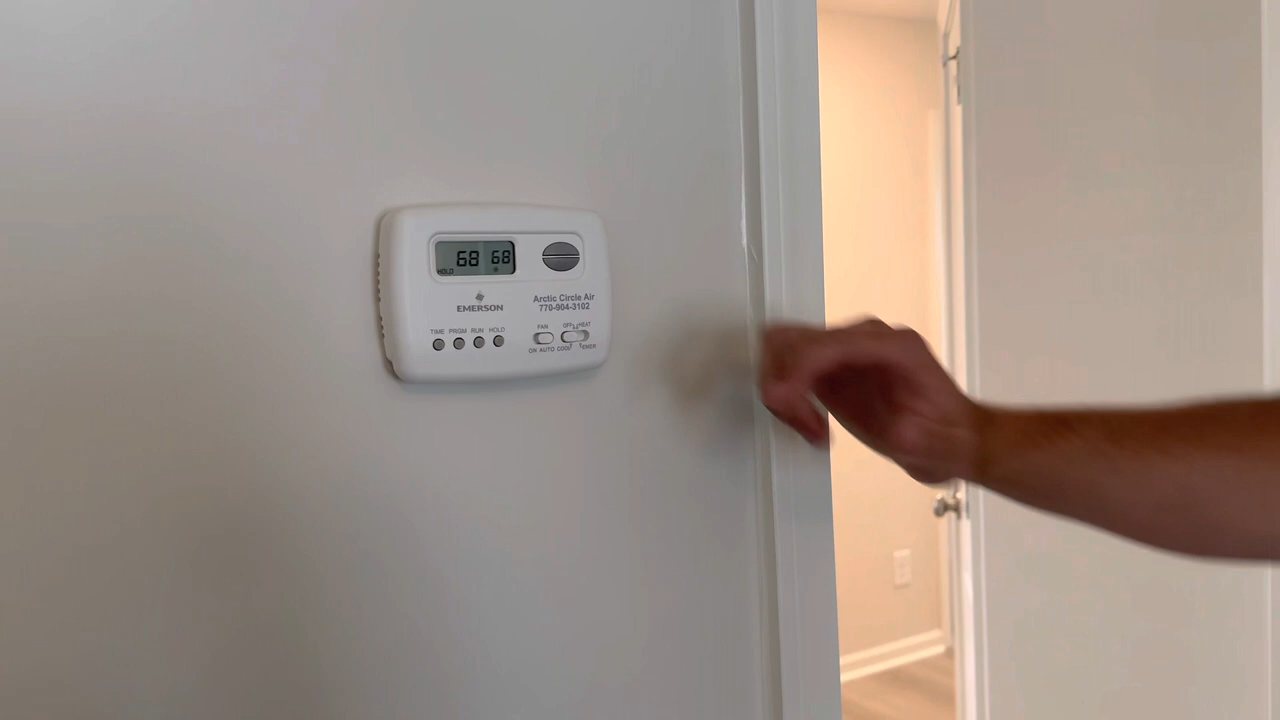 68 68
HOLD
EMERSON
Arctic Circle Air
770-904-3102
TIME PRGM RUN HOLD
FAN
ON AUTO
OFF HEAT
COOL EMER